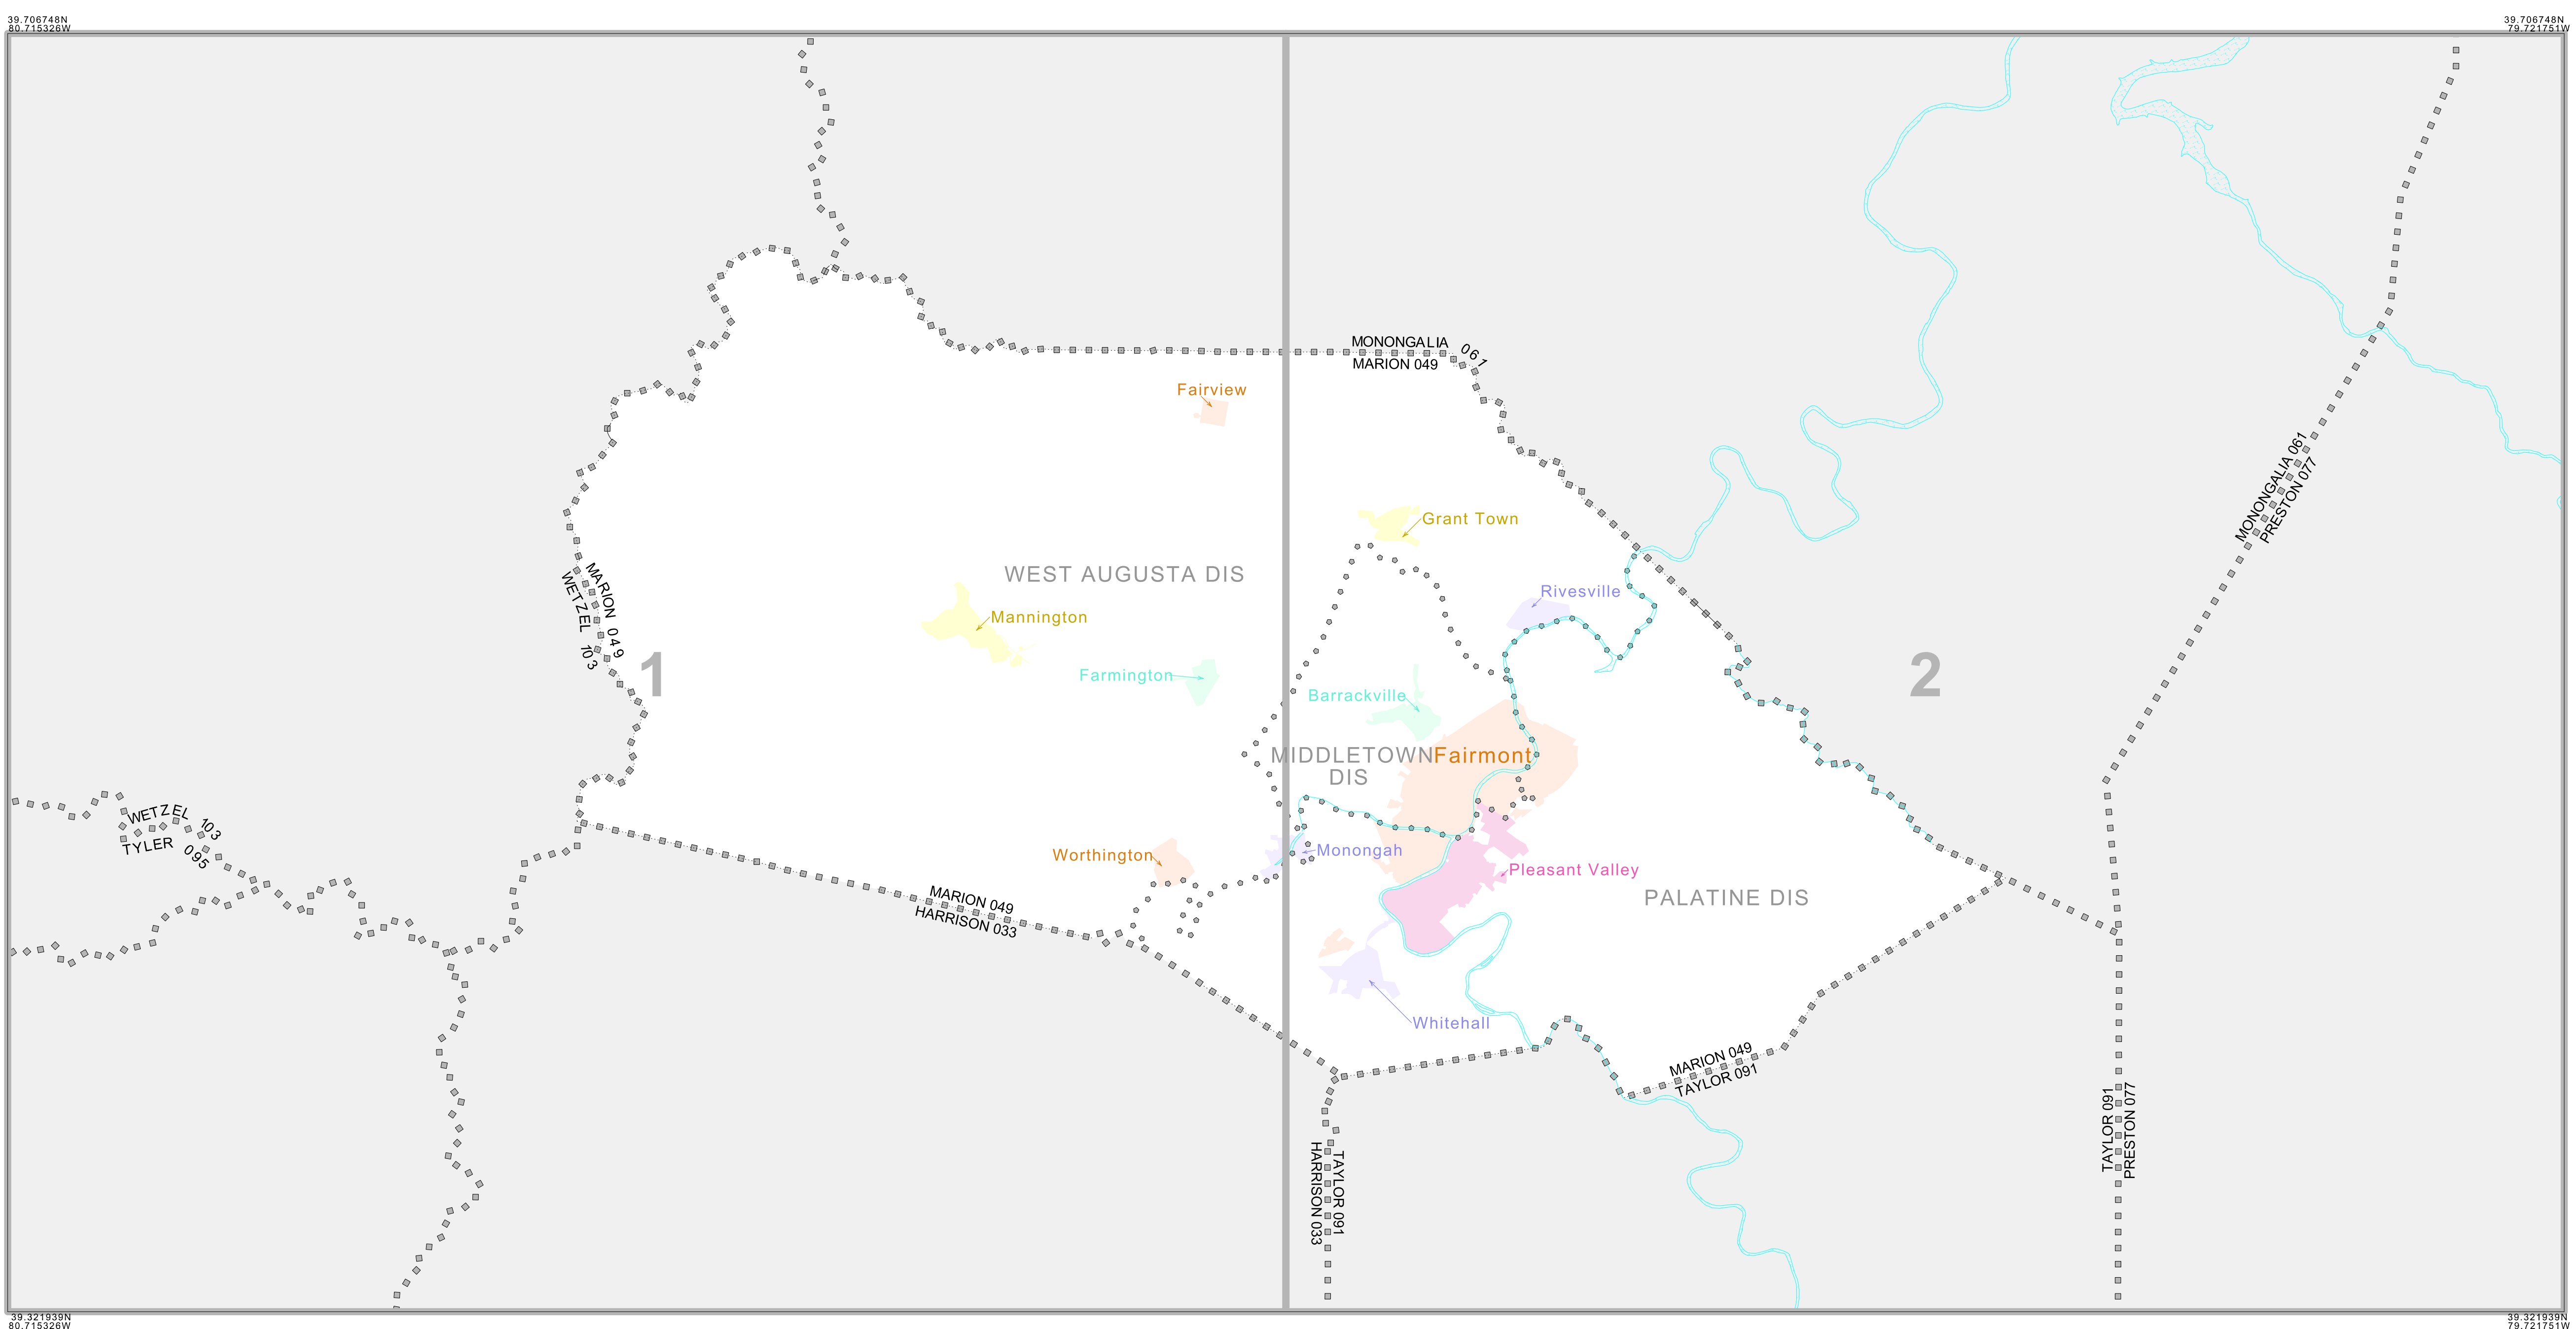 39.706748N
80.715326W
39.706748N
79.721751W
MONONGALIA 061
MARION 049
Fairview
MONONGALIA 061
PRESTON 077
Grant Town
WEST AUGUSTA DIS
Rivesville
MARION 049
WETZEL 103
Mannington
1
2
Farmington
Barrackville
MIDDLETOWN
DIS
Fairmont
WETZEL 103
TYLER 095
Worthington
Monongah
Pleasant Valley
PALATINE DIS
MARION 049
HARRISON 033
Whitehall
MARION 049
TAYLOR 091
TAYLOR 091
HARRISON 033
TAYLOR 091
PRESTON 077
39.321939N
80.715326W
39.321939N
79.721751W